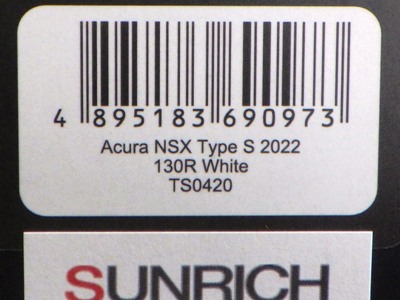 4 895183 690973
Acura NSX Type S 2022
130R White
TS0420
SUNRICH